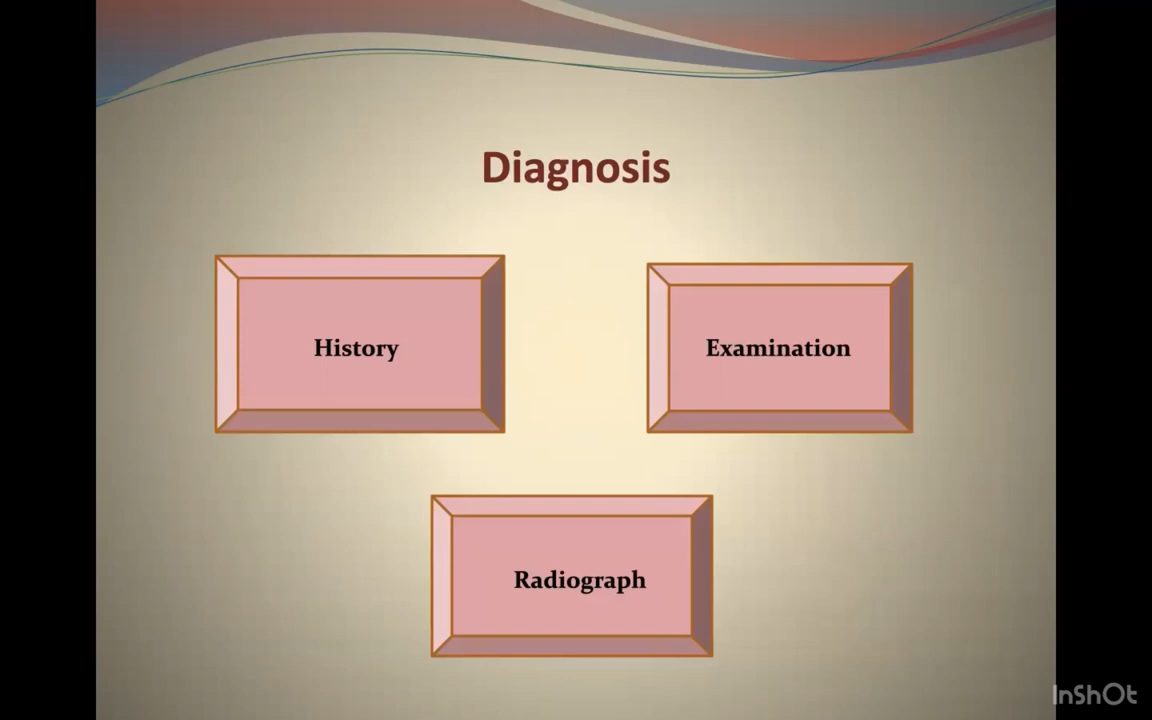 Diagnosis
History
Examination
Radiograph
InShOt